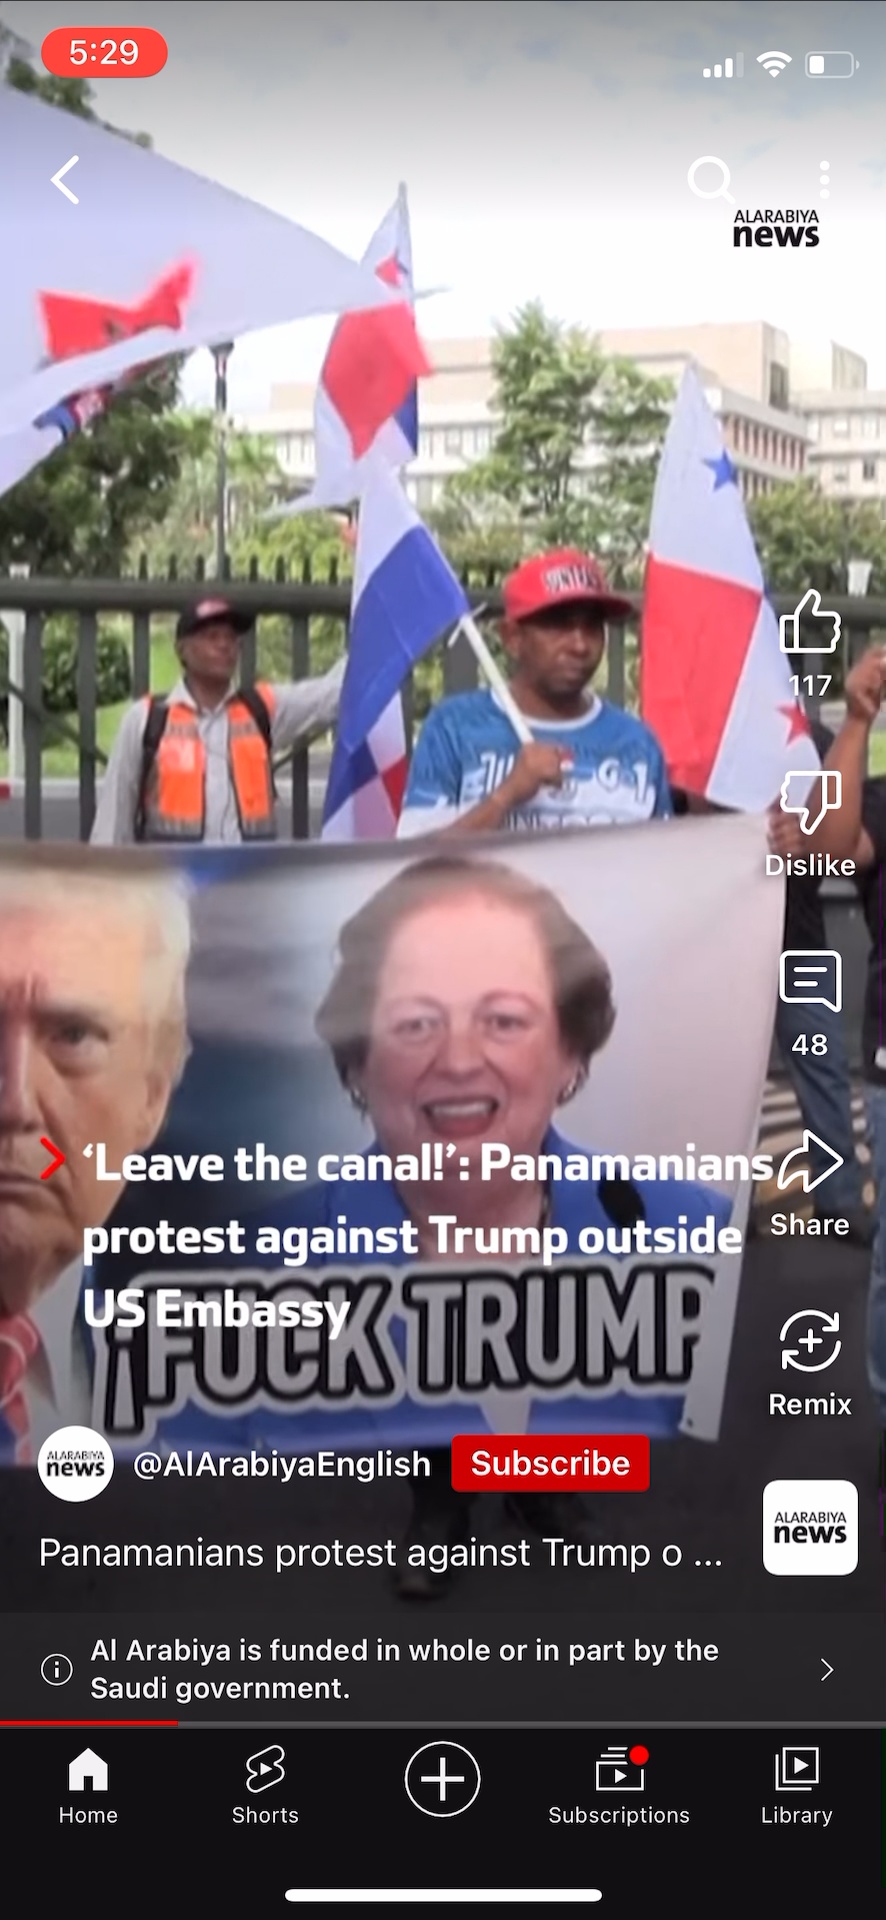 5:29
ALARABIYA
news
117
Dislike
48
‘Leave the canal!’: Panamanians
protest against Trump outside
US Embassy
Share
¡FUCK TRUMP
Remix
ALARABIYA
news
@AlArabiyaEnglish
Subscribe
ALARABIYA
news
Panamanians protest against Trump o ...
Al Arabiya is funded in whole or in part by the
Saudi government.
Home
Shorts
Subscriptions
Library